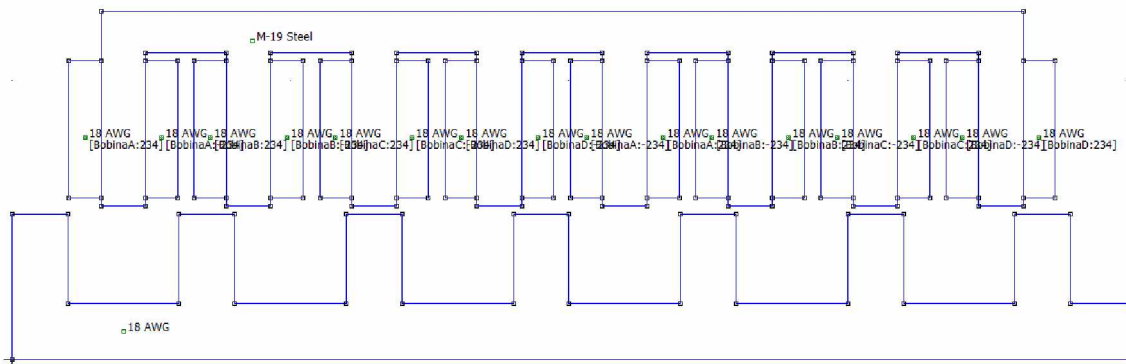 M-19 Steel
18 AWG 18 AWG 18 AWG 18 AWG 18 AWG 18 AWG 18 AWG 18 AWG 18 AWG 18 AWG 18 AWG 18 AWG 18 AWG 18 AWG 18 AWG 18 AWG
[BobinaA:234] [BobinaA: B:234] [BobinaB: C:234] [BobinaC: D:234] [BobinaD: A:-234] [BobinaA: B:-234] [BobinaB: C:-234] [BobinaC: D:-234] [BobinaD:234]
18 AWG